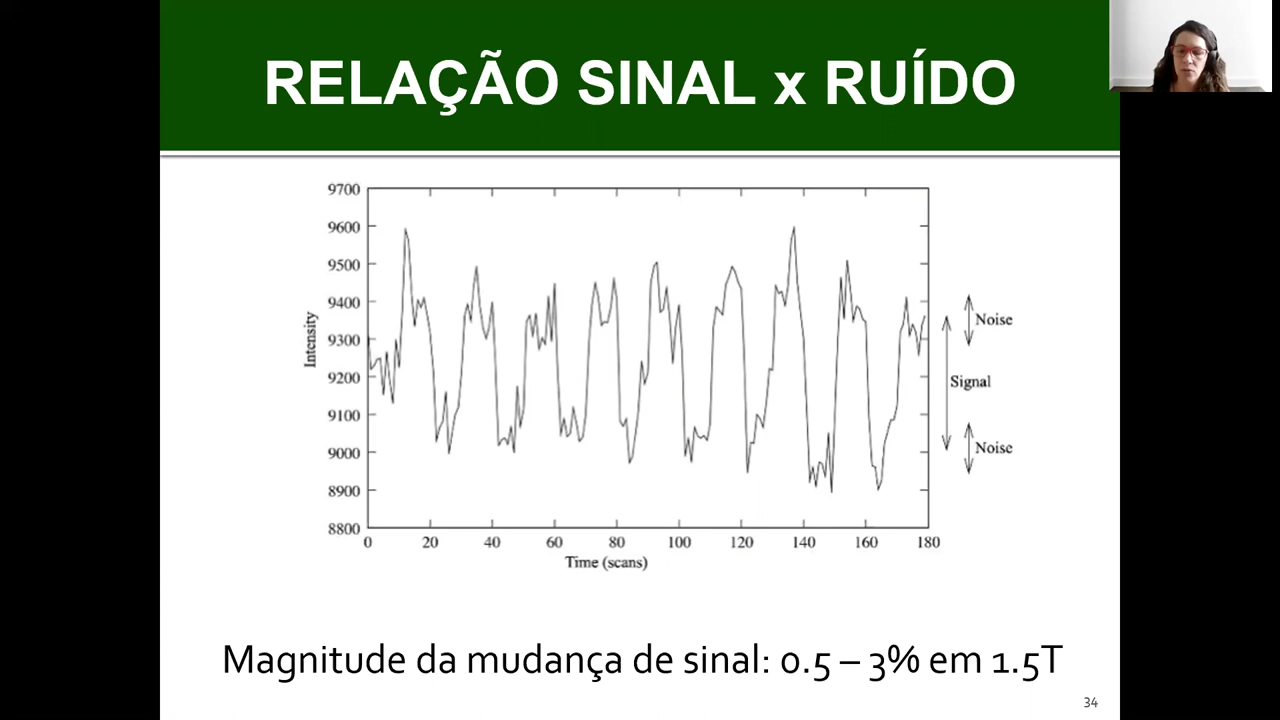 RELAÇÃO SINAL x RUÍDO
9700
9600
9500
9400
9300
9200
9100
9000
8900
8800
Intensity
0 20 40 60 80 100 120 140 160 180
Time (scans)
Noise
Signal
Noise
Magnitude da mudança de sinal: 0.5 – 3% em 1.5T
34